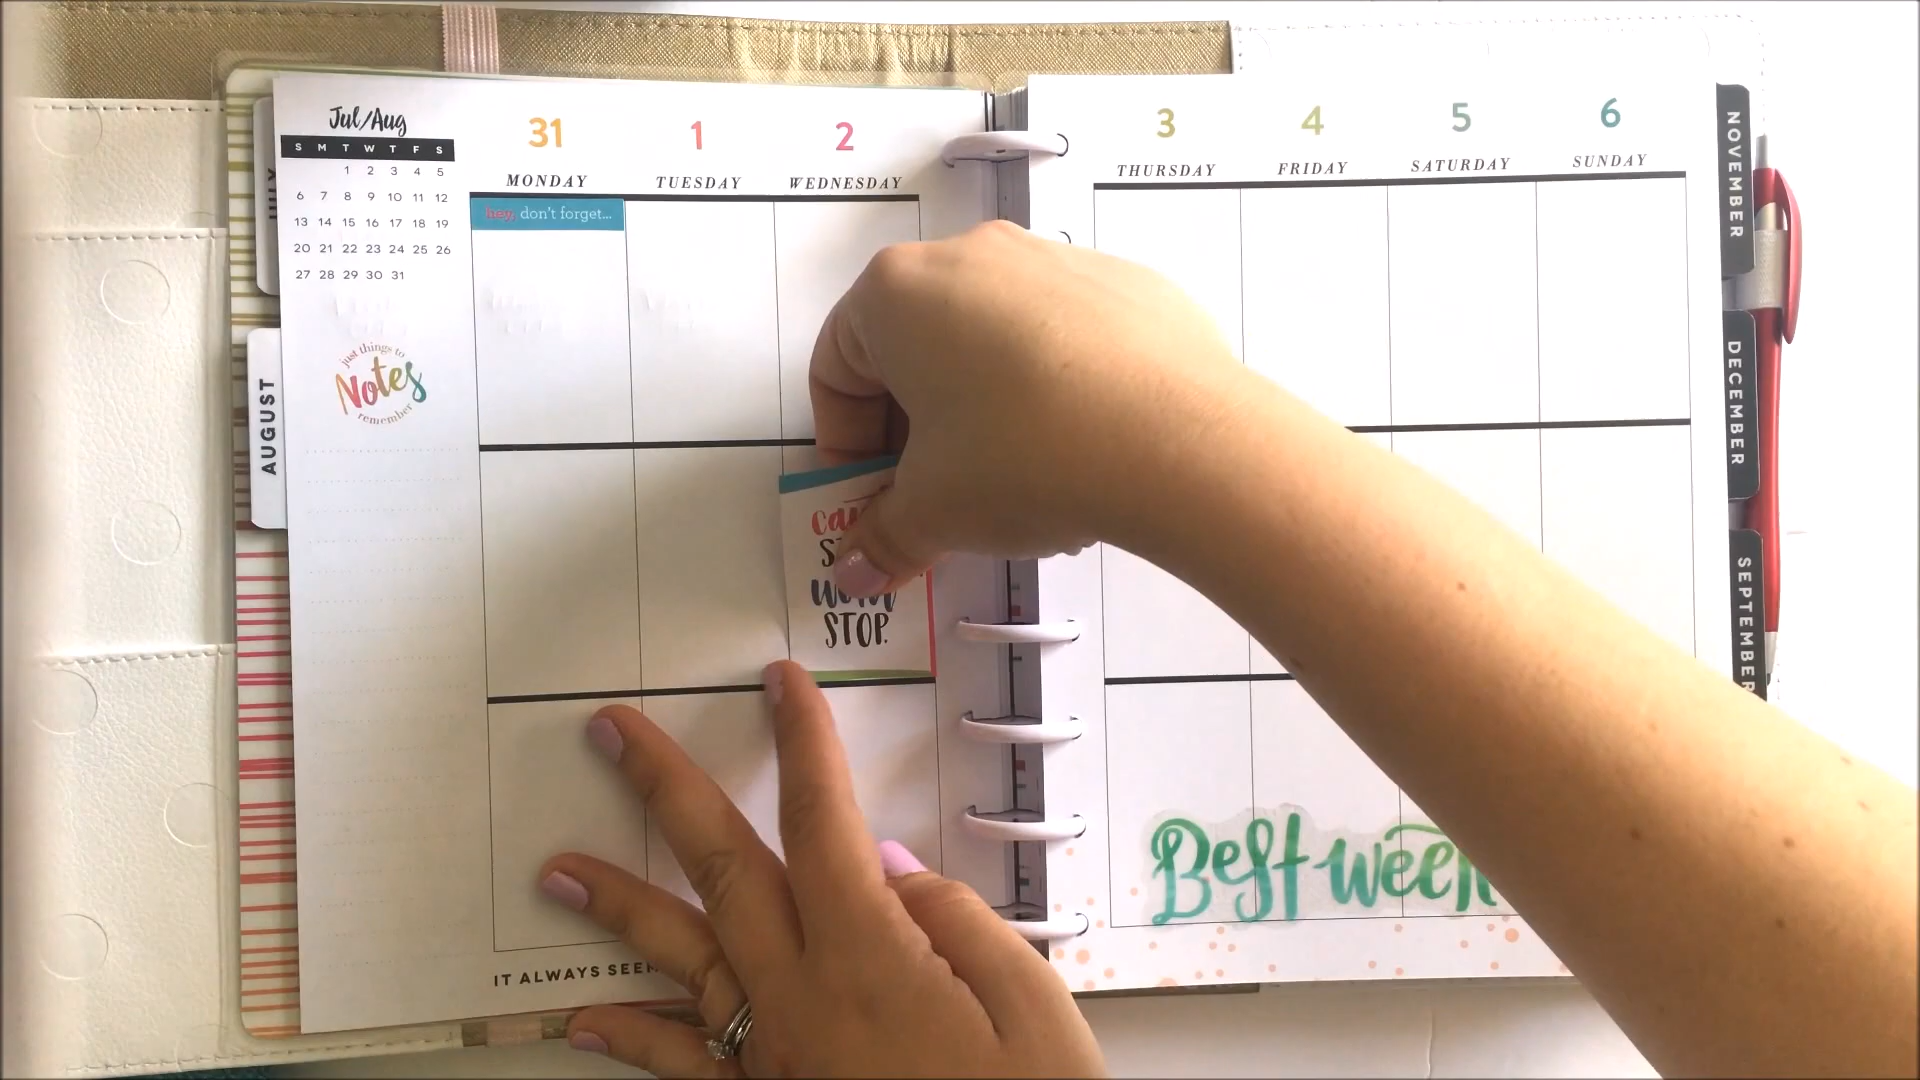 Jul/Aug
S M T W T F S
1 2 3 4 5
6 7 8 9 10 11 12
13 14 15 16 17 18 19
20 21 22 23 24 25 26
27 28 29 30 31
just things to
Notes
remember
AUGUST
31 1 2
MONDAY TUESDAY WEDNESDAY
hey, don't forget...
STOP.
IT ALWAYS
3 4 5 6
THURSDAY FRIDAY SATURDAY SUNDAY
Best week
NOVEMBER
DECEMBER
SEPTEMBER